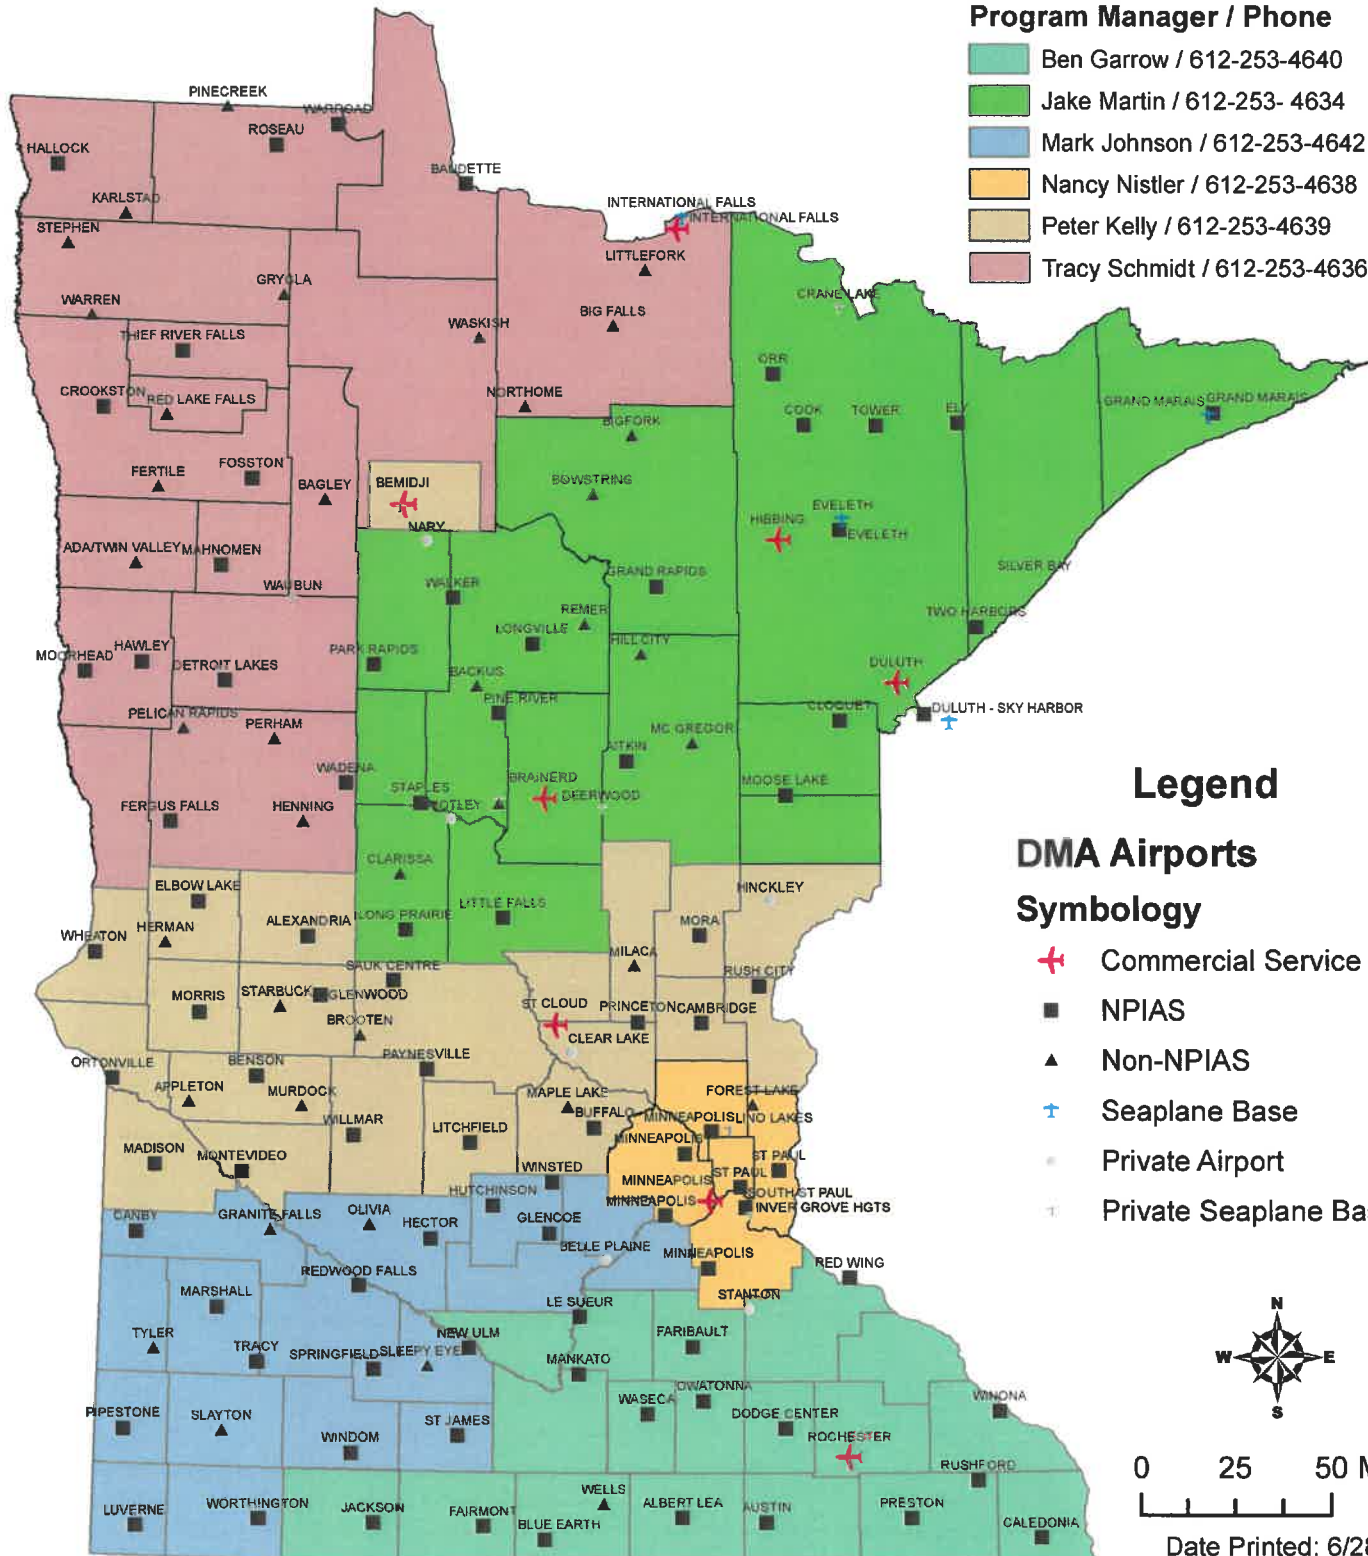 Program Manager / Phone
Ben Garrow / 612-253-4640
Jake Martin / 612-253- 4634
Mark Johnson / 612-253-4642
Nancy Nistler / 612-253-4638
Peter Kelly / 612-253-4639
Tracy Schmidt / 612-253-4636
PINECREEK
WARROAD
ROSEAU
HALLOCK
BAUDETTE
KARLSTAD
INTERNATIONAL FALLS
INTERNATIONAL FALLS
STEPHEN
LITTLEFORK
GRYGLA
CRANE LAKE
WARREN
BIG FALLS
WASKISH
THIEF RIVER FALLS
ORR
CROOKSTON
RED LAKE FALLS
NORTHOME
GRAND MARAIS
GRAND MARAIS
COOK
TOWER
ELY
BIGFORK
FERTILE
FOSSTON
BAGLEY
BEMIDJI
BOWSTRING
EVELETH
HIBBING
EVELETH
NARY
ADA/TWIN VALLEY
MAHNOMEN
SILVER BAY
GRAND RAPIDS
WAUBUN
WALKER
REMER
TWO HARBORS
LONGVILLE
HILL CITY
MOORHEAD
HAWLEY
DETROIT LAKES
PARK RAPIDS
DULUTH
BACKUS
PINE RIVER
CLOQUET
DULUTH - SKY HARBOR
PELICAN RAPIDS
PERHAM
MC GREGOR
AITKIN
WADENA
BRAINERD
DEERWOOD
MOOSE LAKE
STAPLES
MOTLEY
FERGUS FALLS
HENNING
CLARISSA
ELBOW LAKE
HINCKLEY
LITTLE FALLS
ALEXANDRIA
LONG PRAIRIE
MORA
WHEATON
HERMAN
MILACA
SAUK CENTRE
RUSH CITY
MORRIS
STARBUCK
GLENWOOD
ST CLOUD
PRINCETON
CAMBRIDGE
BROOTEN
CLEAR LAKE
ORTONVILLE
BENSON
PAYNESVILLE
APPLETON
MURDOCK
MAPLE LAKE
FOREST LAKE
BUFFALO
MINNEAPOLIS
LINO LAKES
WILLMAR
LITCHFIELD
MINNEAPOLIS
MADISON
MONTEVIDEO
WINSTED
ST PAUL
ST PAUL
MINNEAPOLIS
HUTCHINSON
MINNEAPOLIS
SOUTH ST PAUL
INVER GROVE HGTS
CANBY
GRANITE FALLS
OLIVIA
HECTOR
GLENCOE
BELLE PLAINE
MINNEAPOLIS
RED WING
REDWOOD FALLS
MARSHALL
STANTON
LE SUEUR
TYLER
TRACY
SPRINGFIELD
SLEEPY EYE
NEW ULM
FARIBAULT
MANKATO
OWATONNA
WASECA
DODGE CENTER
WINONA
PIPESTONE
SLAYTON
ST JAMES
WINDOM
ROCHESTER
RUSHFORD
LUVERNE
WORTHINGTON
JACKSON
FAIRMONT
WELLS
BLUE EARTH
ALBERT LEA
AUSTIN
PRESTON
CALEDONIA
Legend
DMA Airports
Symbology
Commercial Service
NPIAS
Non-NPIAS
Seaplane Base
Private Airport
Private Seaplane Ba
N
W E
S
0 25 50 M
Date Printed: 6/28